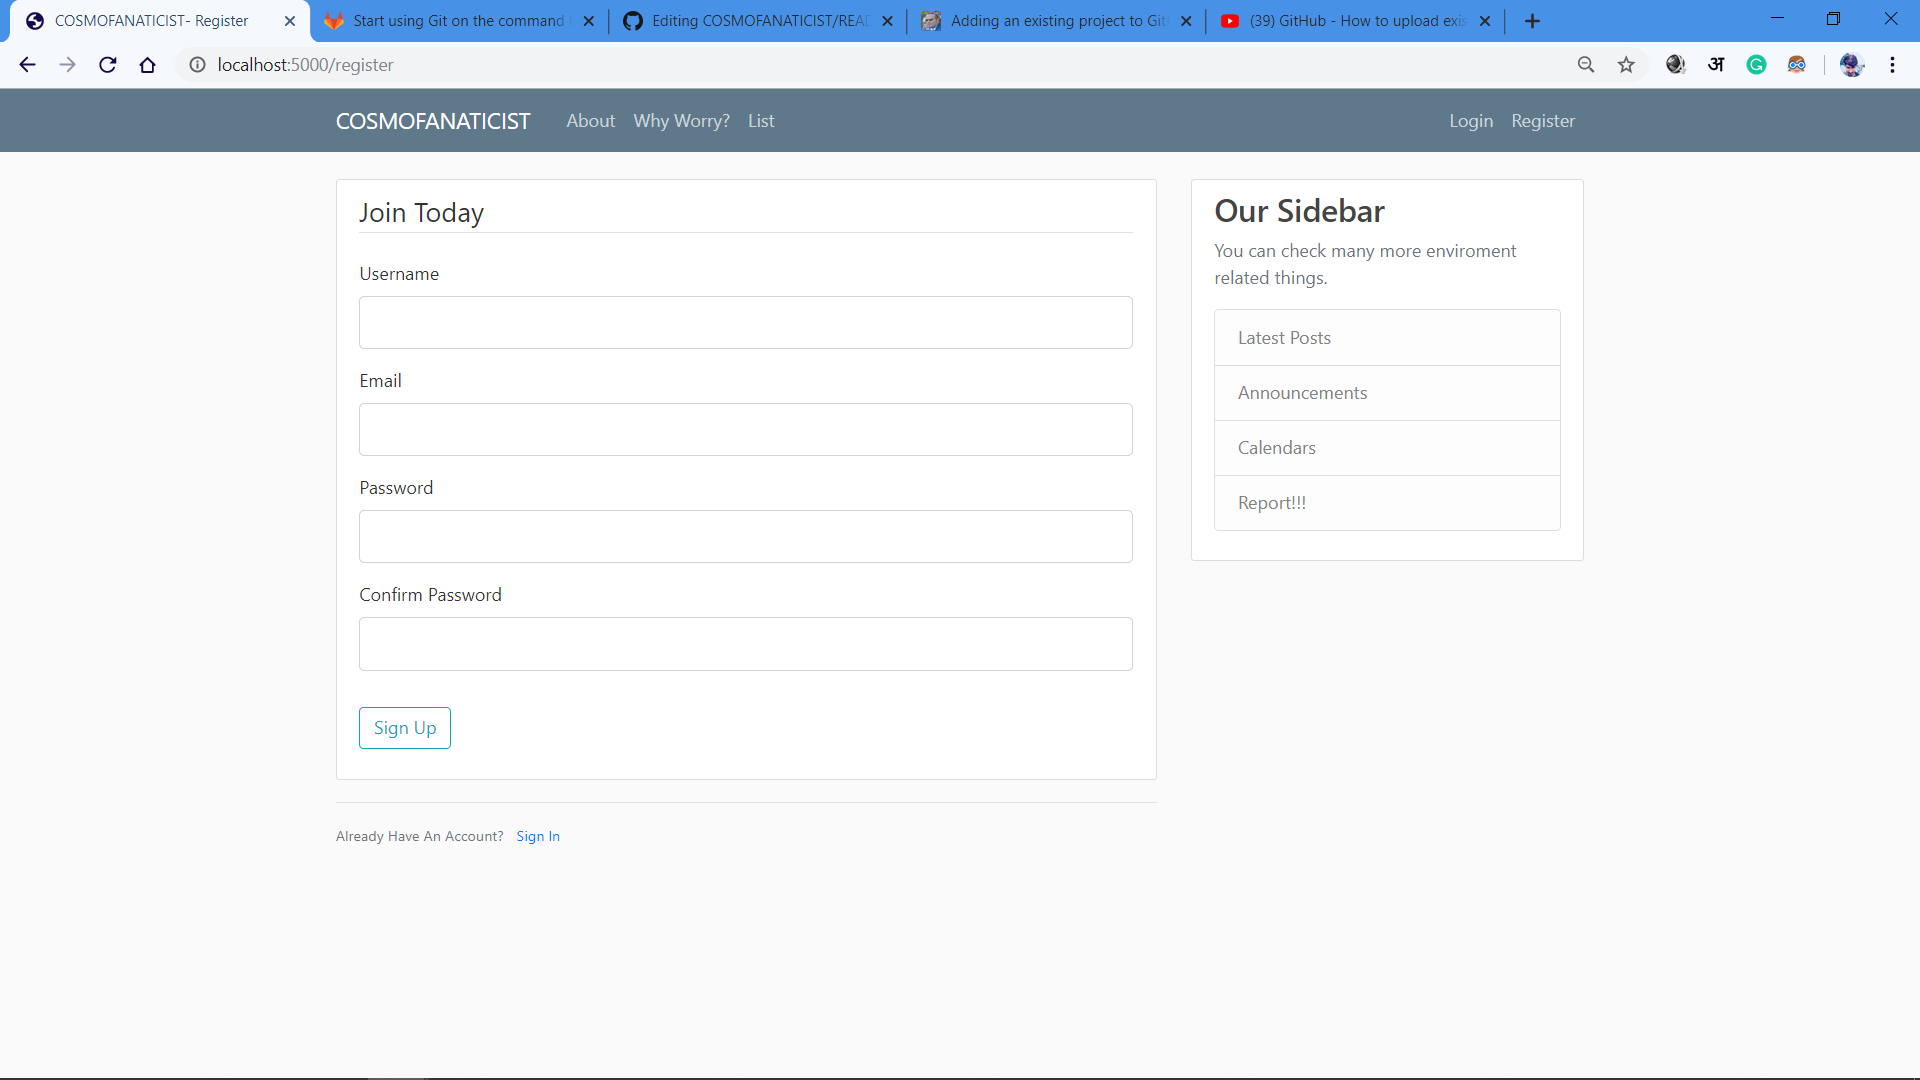 COSMOFANATICIST- Register
Start using Git on the command
Editing COSMOFANATICIST/READ
Adding an existing project to Git
(39) GitHub - How to upload exis
localhost:5000/register
अ
COSMOFANATICIST
About Why Worry? List
Login Register
Join Today
Username
Email
Password
Confirm Password
Sign Up
Already Have An Account? Sign In
Our Sidebar
You can check many more enviroment
related things.
Latest Posts
Announcements
Calendars
Report!!!